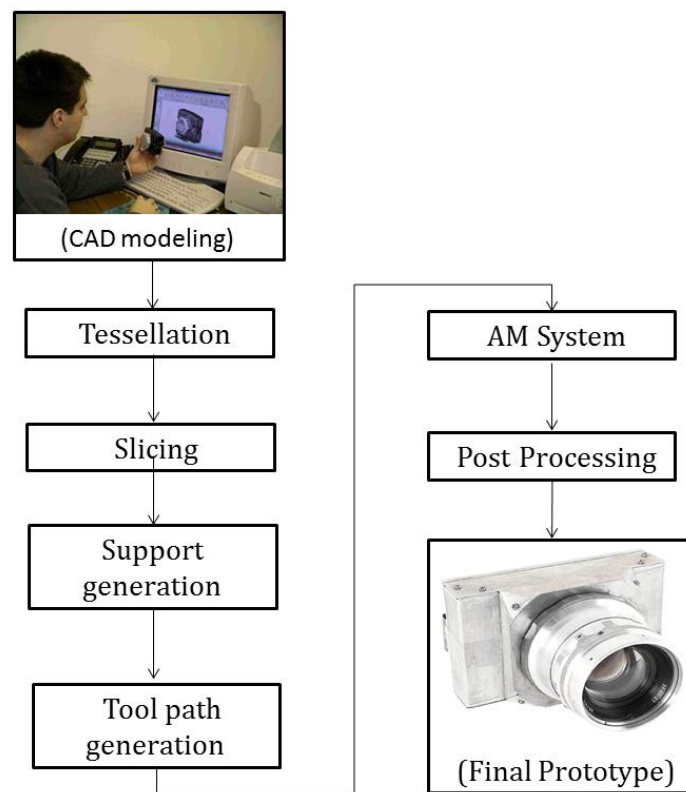 (CAD modeling)
Tessellation
Slicing
Support
generation
Tool path
generation
AM System
Post Processing
(Final Prototype)